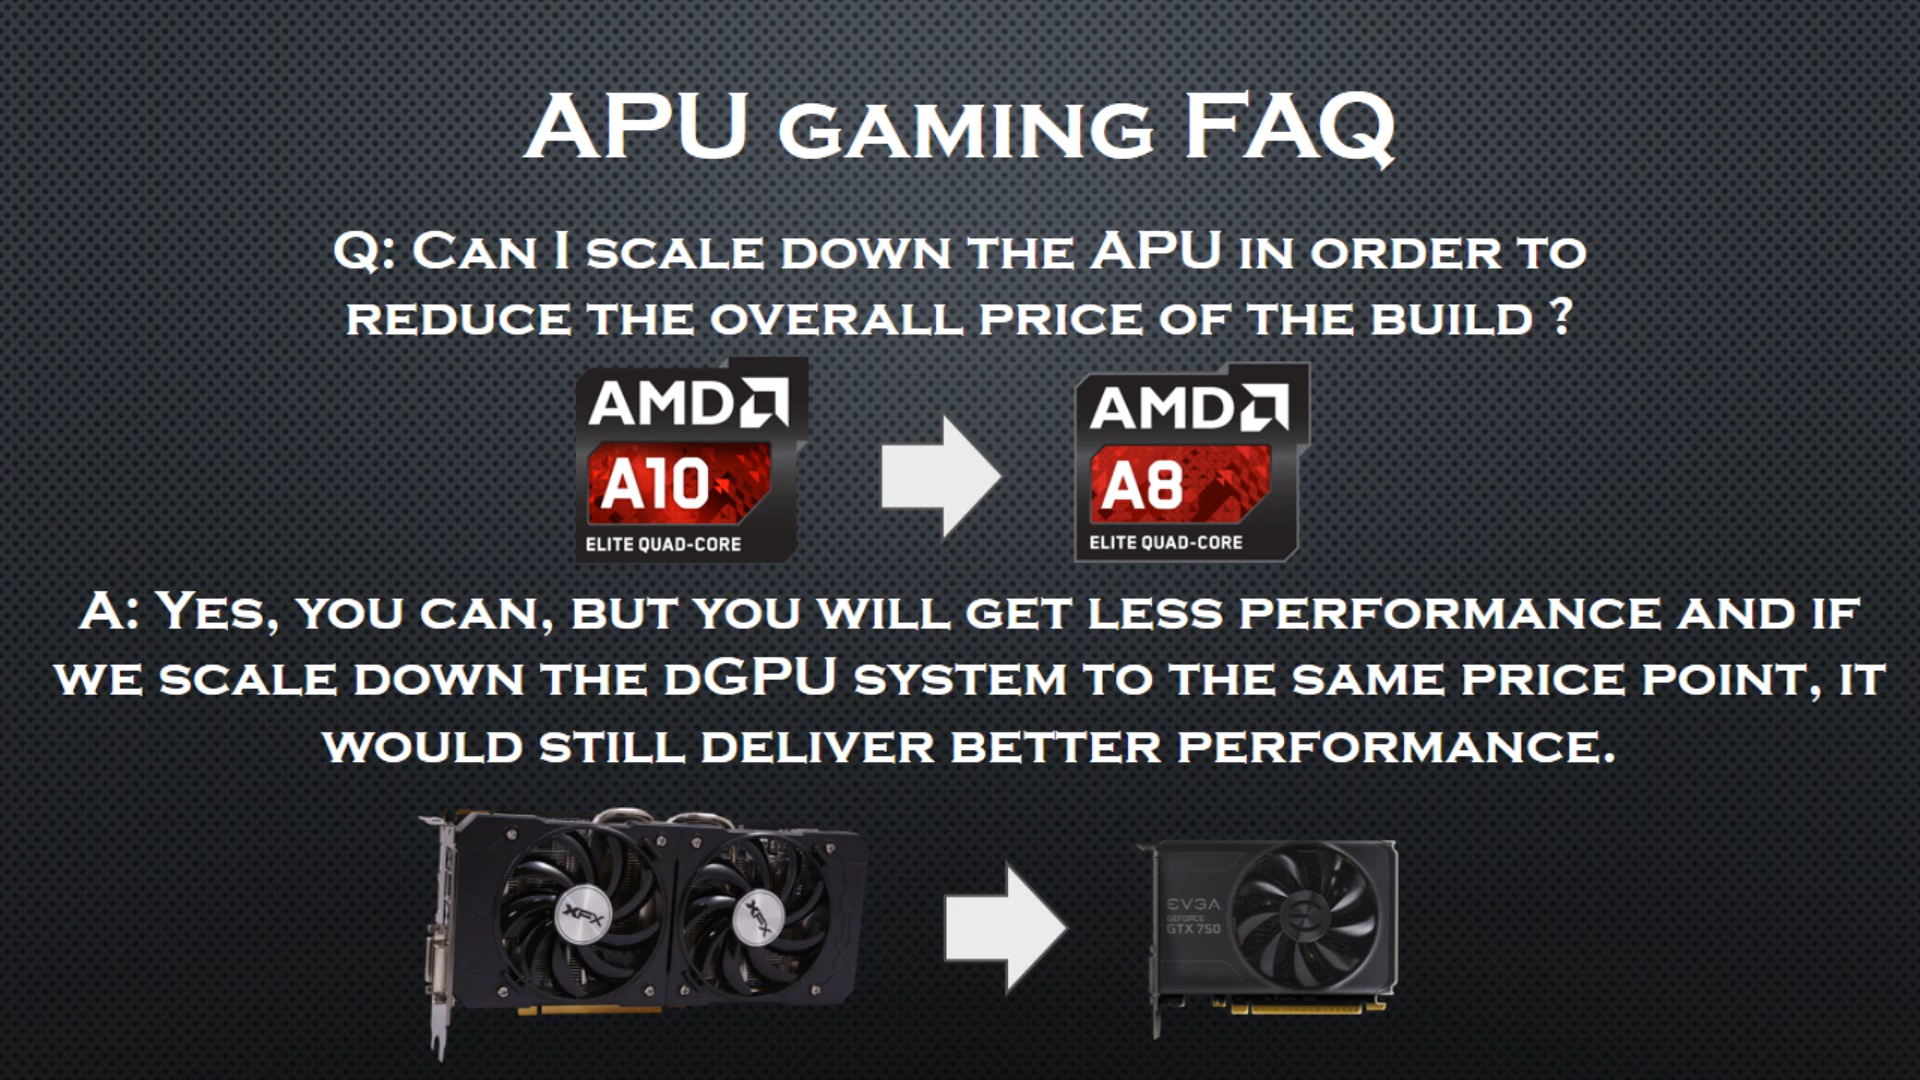 APU GAMING FAQ
Q: CAN I SCALE DOWN THE APU IN ORDER TO
REDUCE THE OVERALL PRICE OF THE BUILD ?
AMD
A10
ELITE QUAD-CORE
AMD
A8
ELITE QUAD-CORE
A: YES, YOU CAN, BUT YOU WILL GET LESS PERFORMANCE AND IF
WE SCALE DOWN THE DGPU SYSTEM TO THE SAME PRICE POINT, IT
WOULD STILL DELIVER BETTER PERFORMANCE.
XFX
XFX
EVGA
GEFORCE
GTX 750